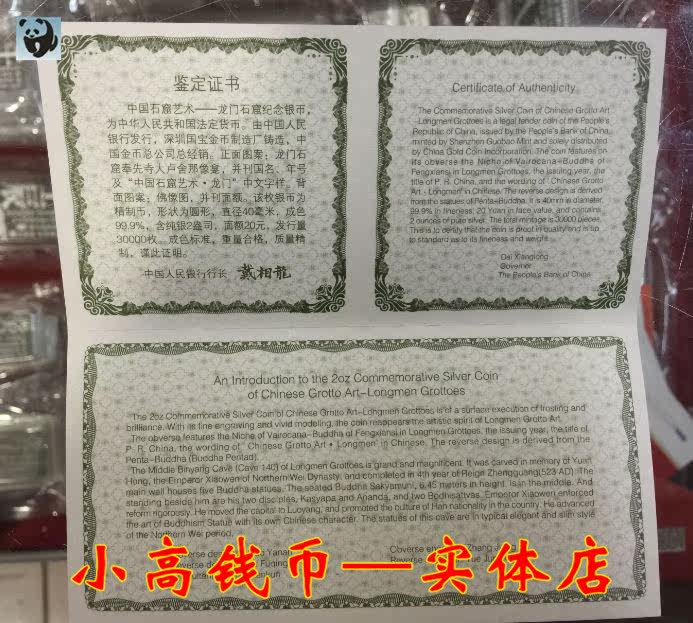 鉴定证书
中国石窟艺术——龙门石窟纪念银币,
为中华人民共和国法定货币。由中国人民
银行发行，深圳国宝金币制造厂铸造，中
国金币总公司总经销。正面图案：龙门石
窟奉先寺人卢舍那像龛，并刊国名、年号
及“中国石窟艺术·龙门”中文字样。背
面图案：佛像图，并刊面额。该枚银币为
精制币，形状为圆形，直径40毫米，成色
99.9%，含纯银2盎司，面额20元，发行量
30000枚。成色标准，重量合格，质量精
制，谨此证明。
中国人民银行行长 戴相龍
Certificate of Authenticity
The Commemorative Silver Coin of Chinese Grotto Art
-Longmen Grottoes is a legal tender coin of the People's
Republic of China, issued by the People's Bank of China,
minted by Shenzhen Guobao Mint and solely distributed
by China Gold Coin Incorporation. The coin features on
its obverse the Niche of Vairocana-Buddha of
Fengxiansi in Longmen Grottoes, the issuing year, the
title of P. R. China, and the wording of "Chinese Grotto
Art - Longmen" in Chinese. The reverse design is derived
from the statues of Penta-Buddha. It is 40mm in diameter,
99.9% in fineness, 20 Yuan in face value, and contains
2 ounces of pure silver. The total mintage is 30000 pieces.
This is to certify that the coin is proof in quality and is up
to standard as to its fineness and weight.
Dai Xianglong
Governor
The People's Bank of China
An Introduction to the 2oz Commemorative Silver Coin
of Chinese Grotto Art-Longmen Grottoes
The 2oz Commemorative Silver Coin of Chinese Grotto Art-Longmen Grottoes is of a surface execution of frosting and
brilliance. With its fine engraving and vivid modeling, the coin reappears the artistic spirit of Longmen Grotto Art.
The obverse features the Niche of Vairocana-Buddha of Fengxiansi in Longmen Grottoes, the issuing year, the title of
P. R. China, the wording of "Chinese Grotto Art • Longmen" in Chinese. The reverse design is derived from the
Penta-Buddha (Buddha Pentad).
The Middle Binyang Cave (Cave 140) of Longmen Grottoes is grand and magnificent. It was carved in memory of Yuan
Hong, the Emperor Xiaowen of Northern Wei Dynasty, and completed in 4th year of Reign Zhengguang(523 AD). The
main wall houses five Buddha statues. The seated Buddha Sakyamuni, 6.45 meters in height, is in the middle. And
standing beside him are his two disciples, Kasyapa and Ananda, and two Bodhisattvas. Emperor Xiaowen enforced
reform rigorously. He moved the capital to Luoyang, and promoted the culture of Han nationality in the country. He advanced
the art of Buddhism Statue with its own Chinese character. The statues of this cave are in typical elegant and slim style
of the Northern Wei period.
Obverse
小高钱币—实体店